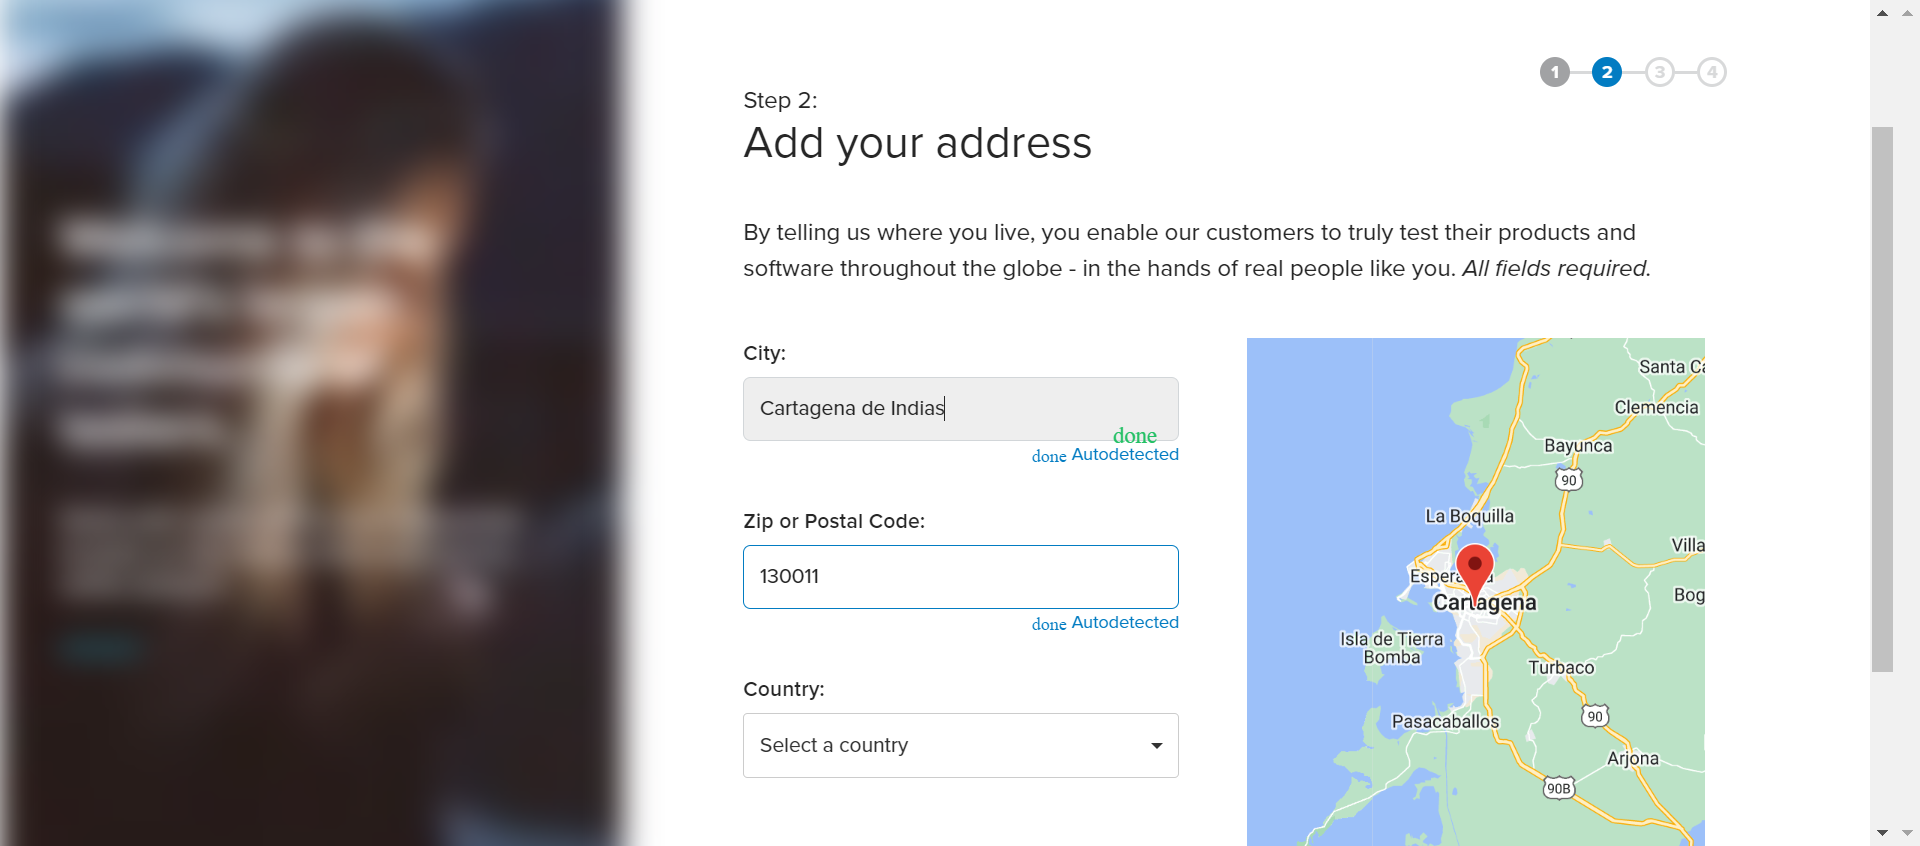 1 2 3 4
Step 2:
Add your address
By telling us where you live, you enable our customers to truly test their products and
software throughout the globe - in the hands of real people like you. All fields required.
City:
Cartagena de Indias
done
done Autodetected
Zip or Postal Code:
130011
done Autodetected
Country:
Select a country
Santa Ca
Clemencia
Bayunca
90
La Boquilla
Villa
Cartagena
Bog
Isla de Tierra
Bomba
Turbaco
90
Pasacaballos
Arjona
90B